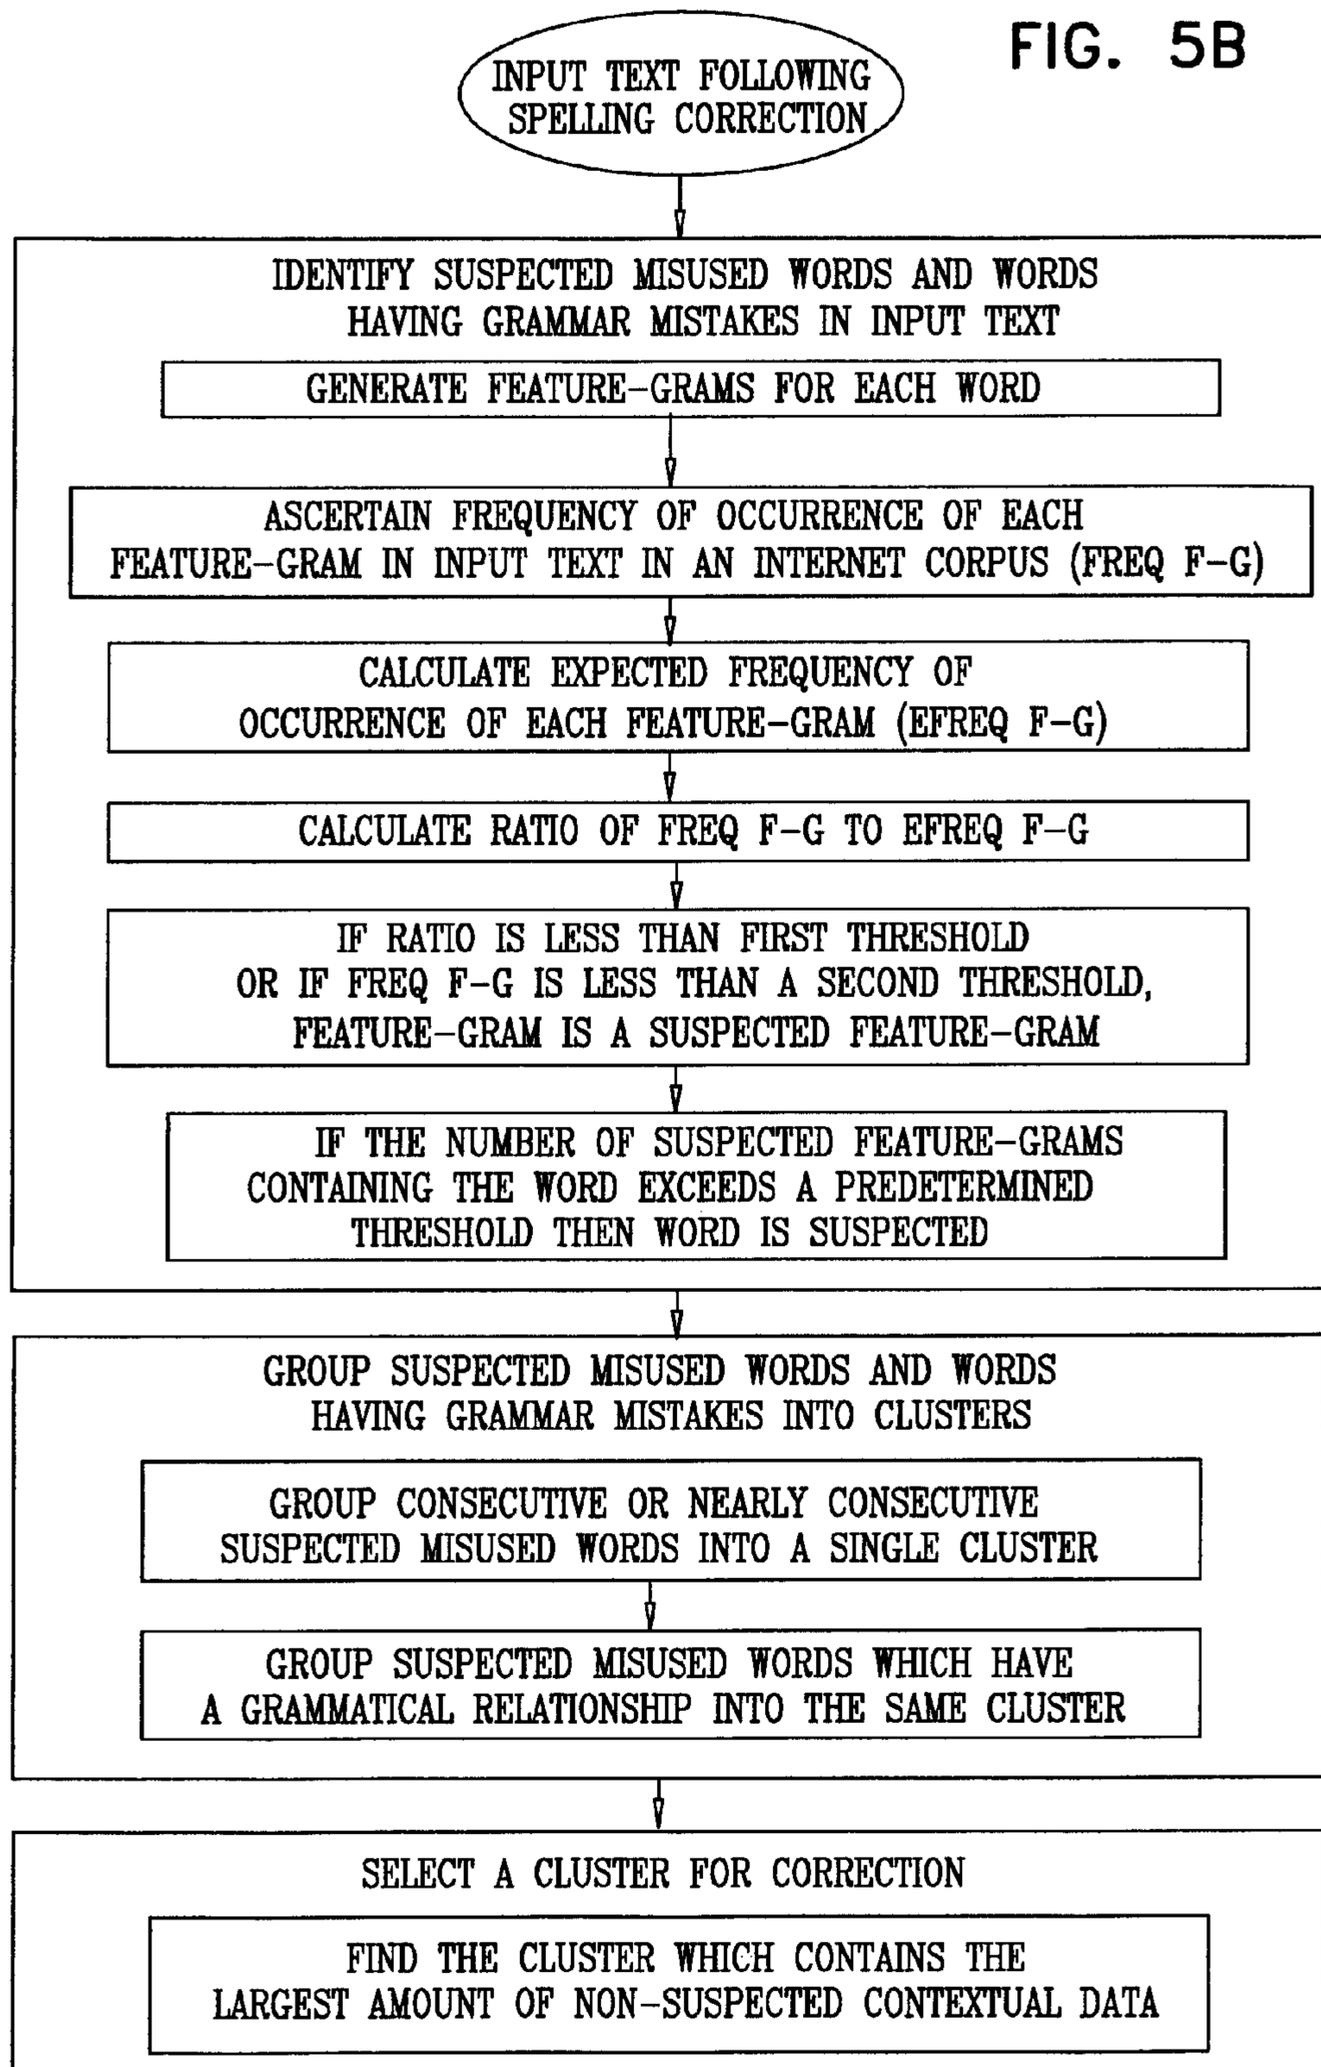 FIG. 5B
INPUT TEXT FOLLOWING
SPELLING CORRECTION
IDENTIFY SUSPECTED MISUSED WORDS AND WORDS
HAVING GRAMMAR MISTAKES IN INPUT TEXT
GENERATE FEATURE-GRAMS FOR EACH WORD
ASCERTAIN FREQUENCY OF OCCURRENCE OF EACH
FEATURE-GRAM IN INPUT TEXT IN AN INTERNET CORPUS (FREQ F-G)
CALCULATE EXPECTED FREQUENCY OF
OCCURRENCE OF EACH FEATURE-GRAM (EFREQ F-G)
CALCULATE RATIO OF FREQ F-G TO EFREQ F-G
IF RATIO IS LESS THAN FIRST THRESHOLD
OR IF FREQ F-G IS LESS THAN A SECOND THRESHOLD,
FEATURE-GRAM IS A SUSPECTED FEATURE-GRAM
IF THE NUMBER OF SUSPECTED FEATURE-GRAMS
CONTAINING THE WORD EXCEEDS A PREDETERMINED
THRESHOLD THEN WORD IS SUSPECTED
GROUP SUSPECTED MISUSED WORDS AND WORDS
HAVING GRAMMAR MISTAKES INTO CLUSTERS
GROUP CONSECUTIVE OR NEARLY CONSECUTIVE
SUSPECTED MISUSED WORDS INTO A SINGLE CLUSTER
GROUP SUSPECTED MISUSED WORDS WHICH HAVE
A GRAMMATICAL RELATIONSHIP INTO THE SAME CLUSTER
SELECT A CLUSTER FOR CORRECTION
FIND THE CLUSTER WHICH CONTAINS THE
LARGEST AMOUNT OF NON-SUSPECTED CONTEXTUAL DATA